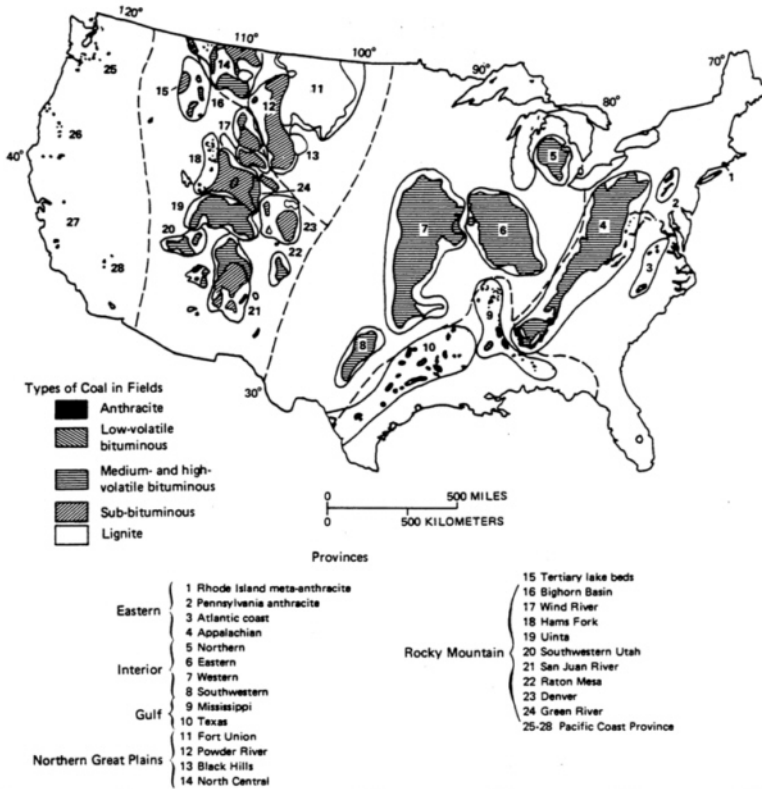 120°
110°
100°
90°
80°
70°
40°
30°
25
26
27
28
15
14
16
12
11
17
13
18
24
19
23
20
22
21
7
6
5
4
1
2
3
8
9
10
Types of Coal in Fields
Anthracite
Low-volatile
bituminous
Medium- and high-
volatile bituminous
Sub-bituminous
Lignite
0 500 MILES
0 500 KILOMETERS
Provinces
Eastern
1 Rhode Island meta-anthracite
2 Pennsylvania anthracite
3 Atlantic coast
4 Appalachian
Interior
5 Northern
6 Eastern
7 Western
8 Southwestern
Gulf
9 Mississippi
10 Texas
Northern Great Plains
11 Fort Union
12 Powder River
13 Black Hills
14 North Central
Rocky Mountain
15 Tertiary lake beds
16 Bighorn Basin
17 Wind River
18 Hams Fork
19 Uinta
20 Southwestern Utah
21 San Juan River
22 Raton Mesa
23 Denver
24 Green River
25-28 Pacific Coast Province